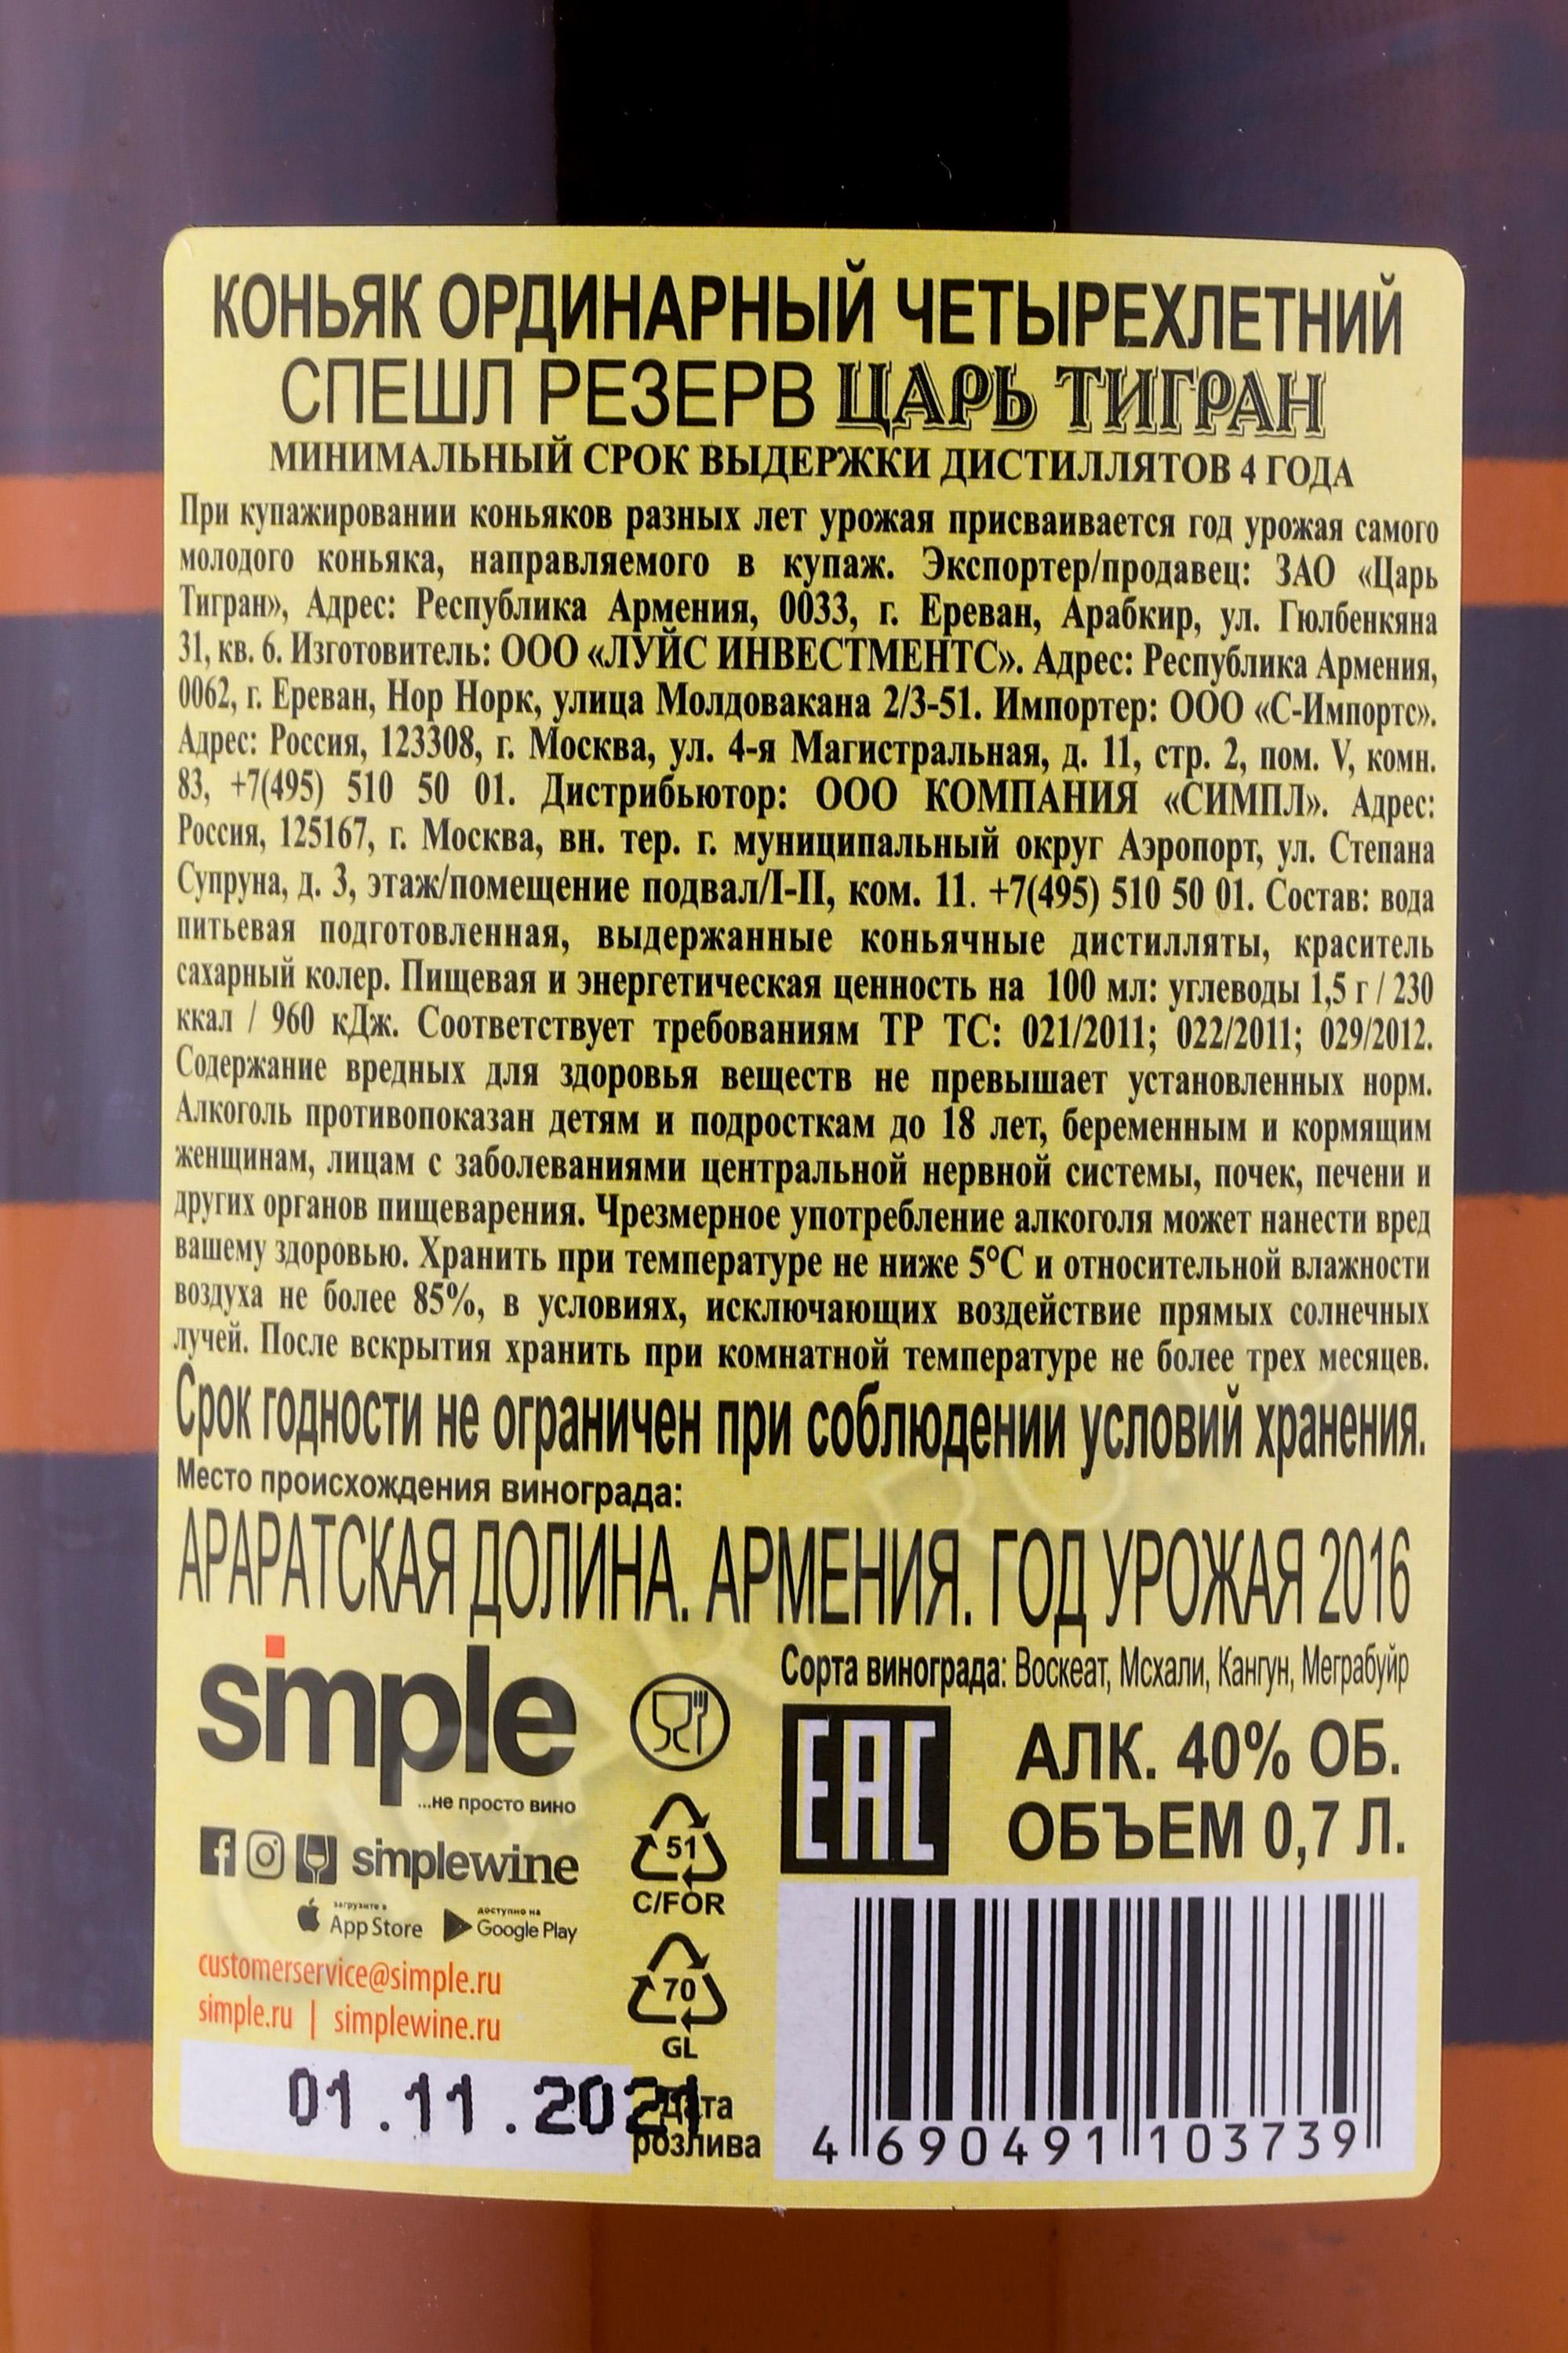 КОНЬЯК ОРДИНАРНЫЙ ЧЕТЫРЕХЛЕТНИЙ
СПЕШЛ РЕЗЕРВ ЦАРЬ ТИГРАН
МИНИМАЛЬНЫЙ СРОК ВЫДЕРЖКИ ДИСТИЛЛЯТОВ 4 ГОДА
При купажировании коньяков разных лет урожая присваивается год урожая самого
молодого коньяка, направляемого в купаж. Экспортер/продавец: ЗАО «Царь
Тигран», Адрес: Республика Армения, 0033, г. Ереван, Арабкир, ул. Гюлбенкяна
31, кв. 6. Изготовитель: ООО «ЛУЙС ИНВЕСТМЕНТС». Адрес: Республика Армения,
0062, г. Ереван, Нор Норк, улица Молдовакана 2/3-51. Импортер: ООО «С-Импортс».
Адрес: Россия, 123308, г. Москва, ул. 4-я Магистральная, д. 11, стр. 2, пом. V, комн.
83, +7(495) 510 50 01. Дистрибьютор: ООО КОМПАНИЯ «СИМПЛ». Адрес:
Россия, 125167, г. Москва, вн. тер. г. муниципальный округ Аэропорт, ул. Степана
Супруна, д. 3, этаж/помещение подвал/I-II, ком. 11. +7(495) 510 50 01. Состав: вода
питьевая подготовленная, выдержанные коньячные дистилляты, краситель
сахарный колер. Пищевая и энергетическая ценность на 100 мл: углеводы 1,5 г / 230
ккал / 960 кДж. Соответствует требованиям ТР ТС: 021/2011; 022/2011; 029/2012.
Содержание вредных для здоровья веществ не превышает установленных норм.
Алкоголь противопоказан детям и подросткам до 18 лет, беременным и кормящим
женщинам, лицам с заболеваниями центральной нервной системы, почек, печени и
других органов пищеварения. Чрезмерное употребление алкоголя может нанести вред
вашему здоровью. Хранить при температуре не ниже 5°С и относительной влажности
воздуха не более 85%, в условиях, исключающих воздействие прямых солнечных
лучей. После вскрытия хранить при комнатной температуре не более трех месяцев.
Срок годности не ограничен при соблюдении условий хранения.
Место происхождения винограда:
АРАРАТСКАЯ ДОЛИНА. АРМЕНИЯ. ГОД УРОЖАЯ 2016
Сорта винограда: Воскеат, Мсхали, Кангун, Меграбуйр
simple
...не просто вино
EAC
АЛК. 40% ОБ.
ОБЪЕМ 0,7 Л.
simplewine
51
C/FOR
загрузите в
App Store
доступно на
Google Play
customerservice@simple.ru
simple.ru | simplewine.ru
70
GL
01.11.2021
Дата
розлива
4 690491 103739